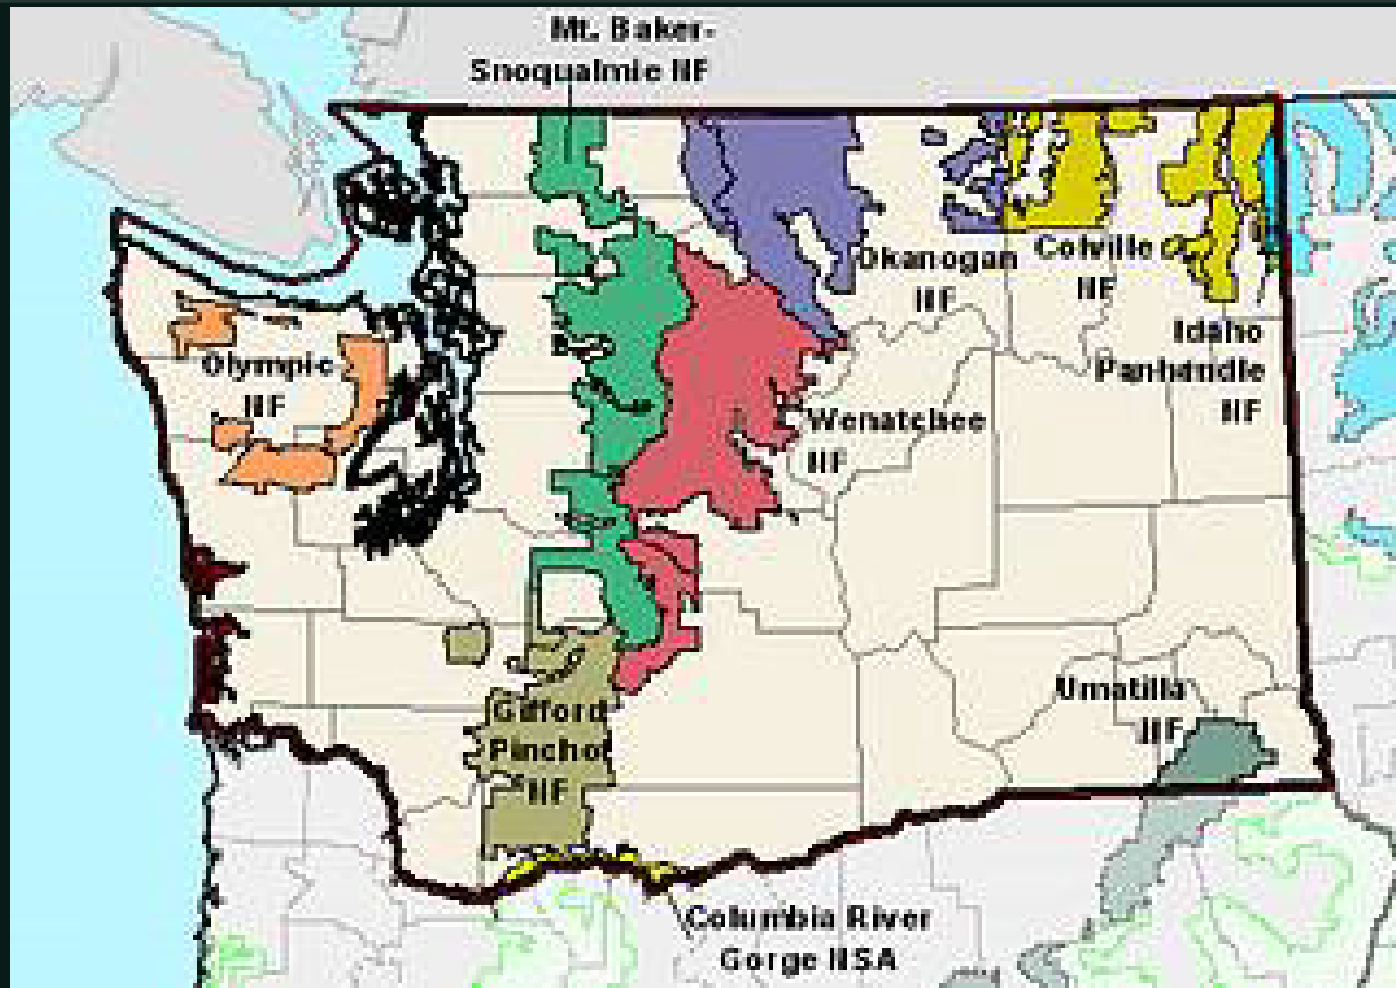 Mt. Baker-
Snoqualmie NF
Okanogan
NF
Colville
NF
Idaho
Panhandle
NF
Olympic
NF
Wenatchee
NF
Umatilla
NF
Gifford
Pincho
NF
Columbia River
Gorge NSA